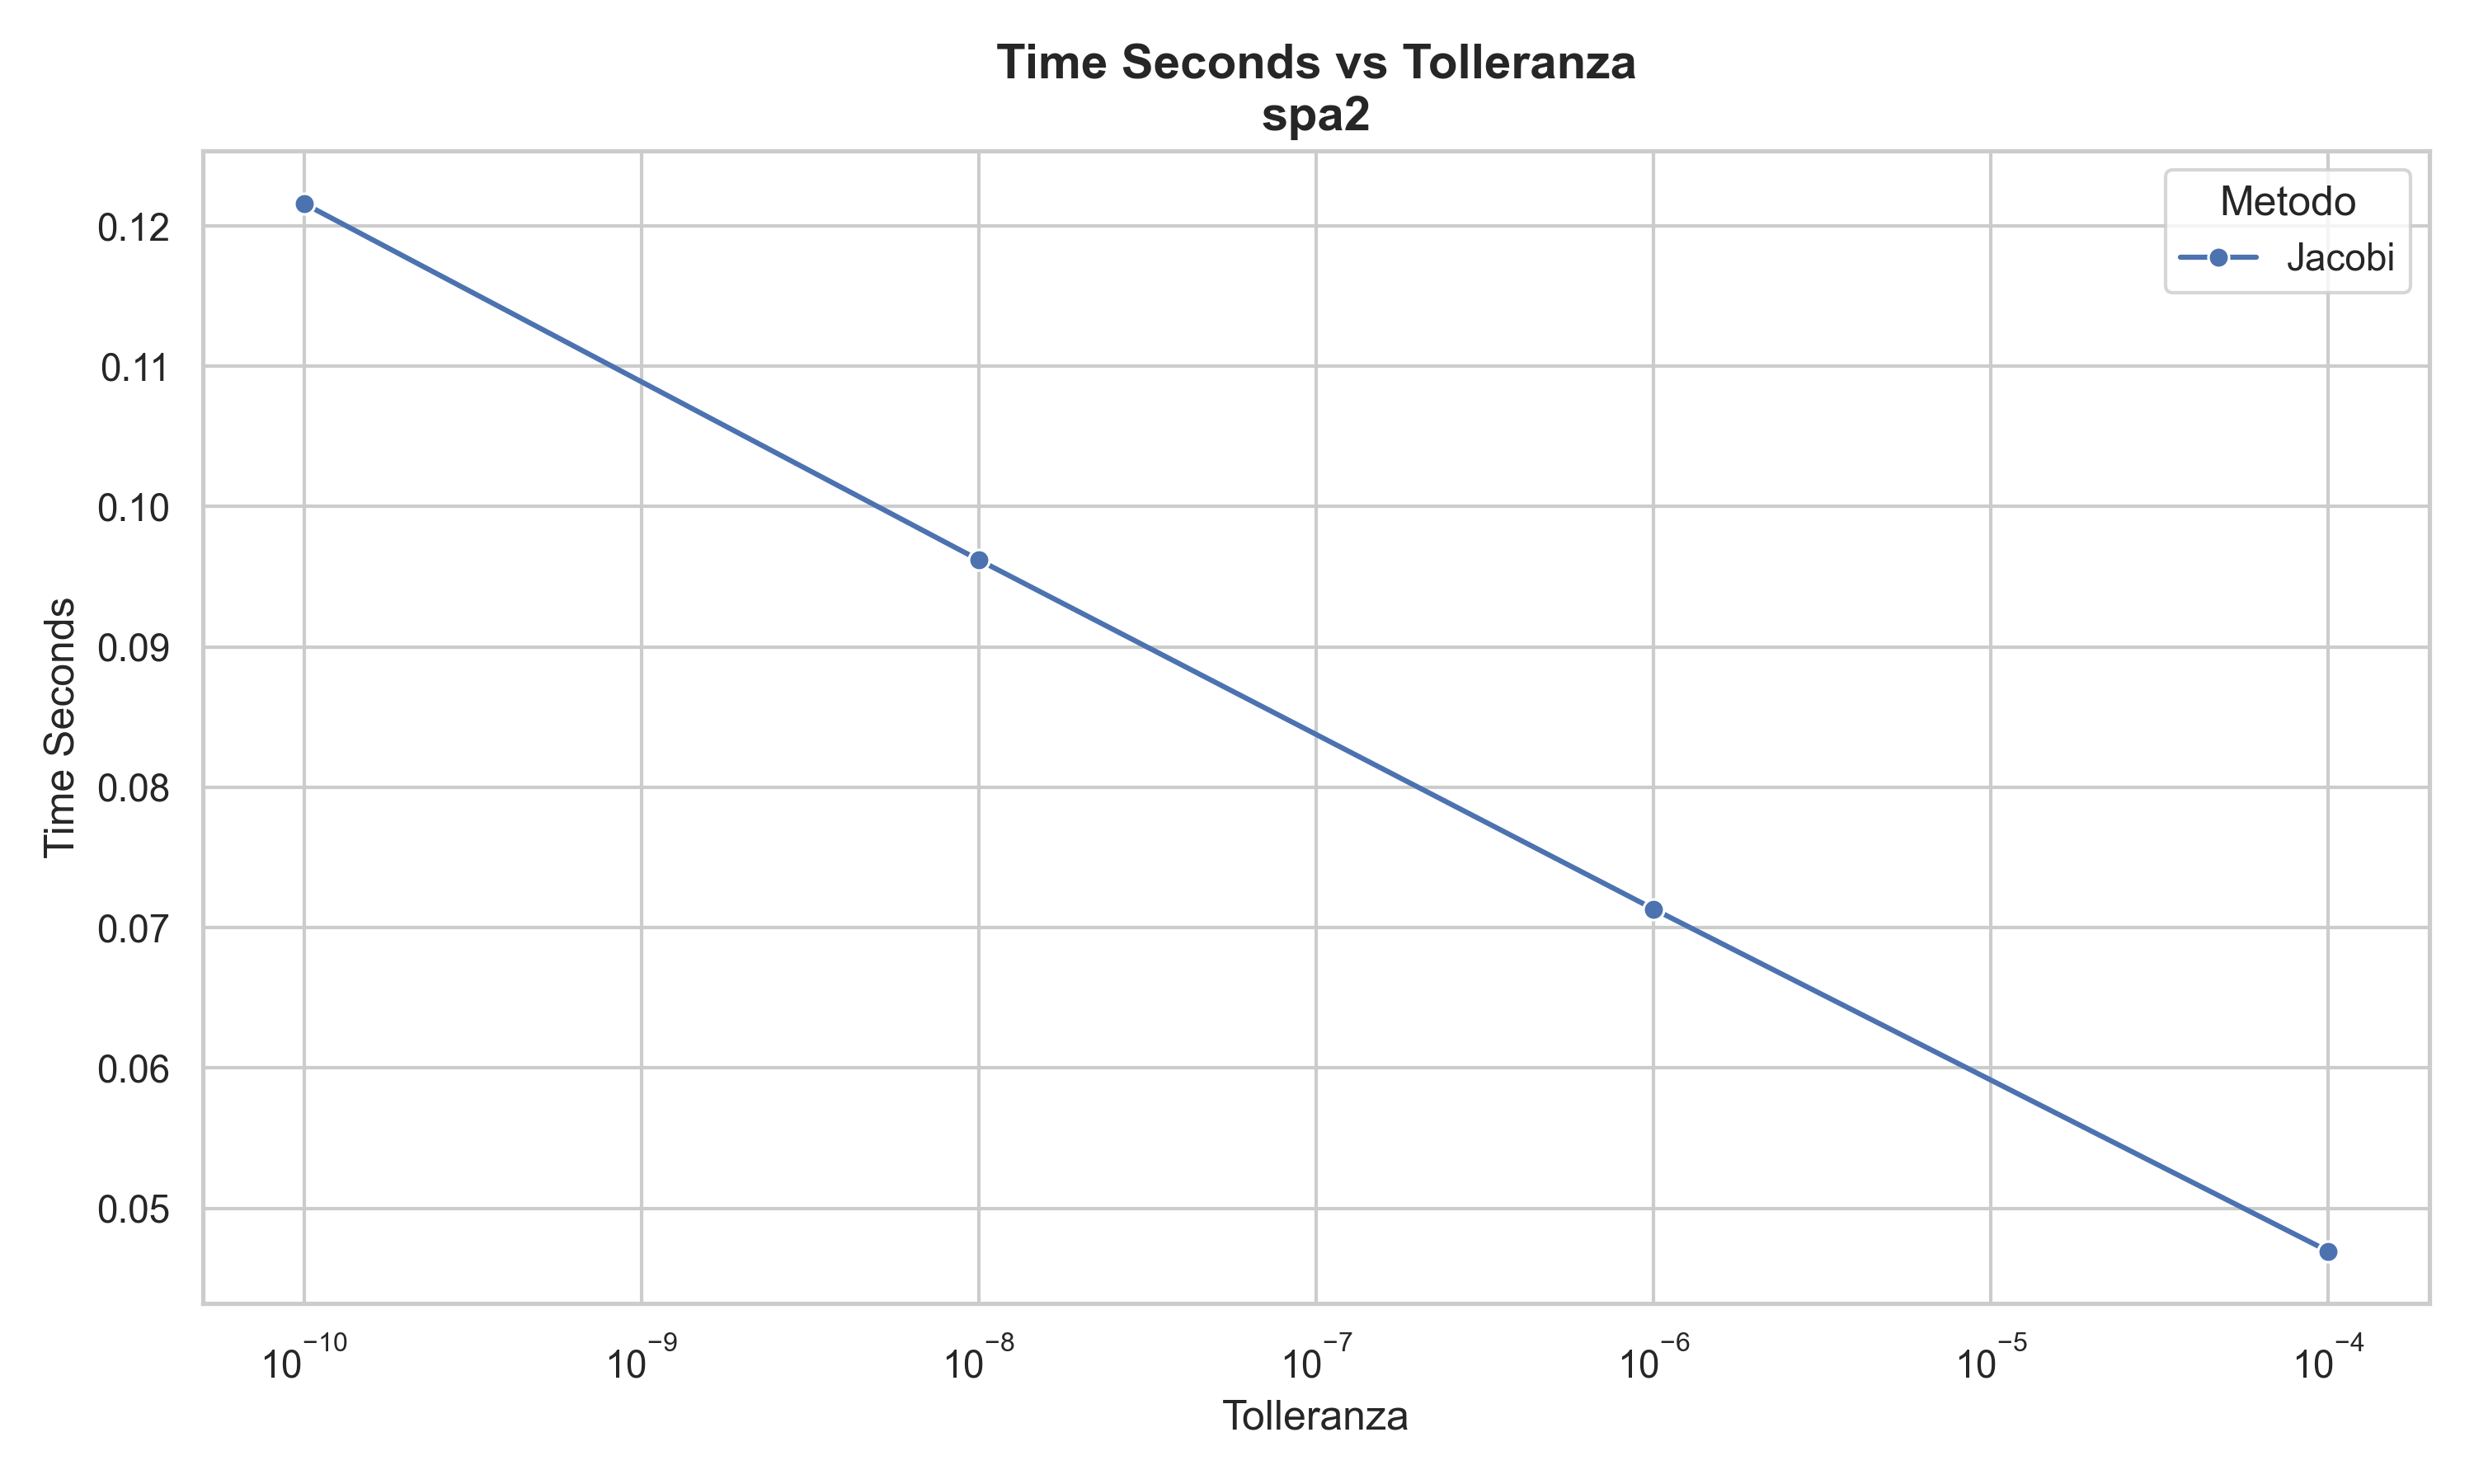 Time Seconds vs Tolleranza
spa2
Metodo
Jacobi
Time Seconds
0.12
0.11
0.10
0.09
0.08
0.07
0.06
0.05
10⁻¹⁰
10⁻⁹
10⁻⁸
10⁻⁷
10⁻⁶
10⁻⁵
10⁻⁴
Tolleranza